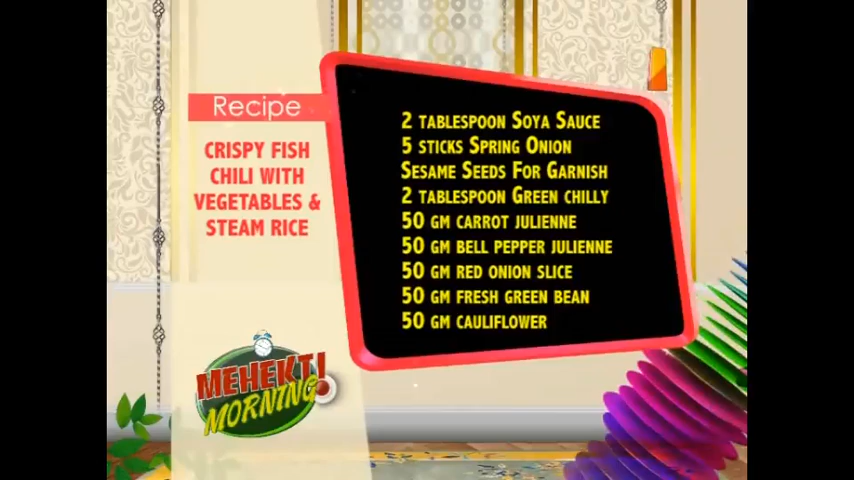 Recipe
CRISPY FISH
CHILI WITH
VEGETABLES &
STEAM RICE
2 TABLESPOON SOYA SAUCE
5 STICKS SPRING ONION
SESAME SEEDS FOR GARNISH
2 TABLESPOON GREEN CHILLY
50 GM CARROT JULIENNE
50 GM BELL PEPPER JULIENNE
50 GM RED ONION SLICE
50 GM FRESH GREEN BEAN
50 GM CAULIFLOWER
MEHEKTI
MORNING